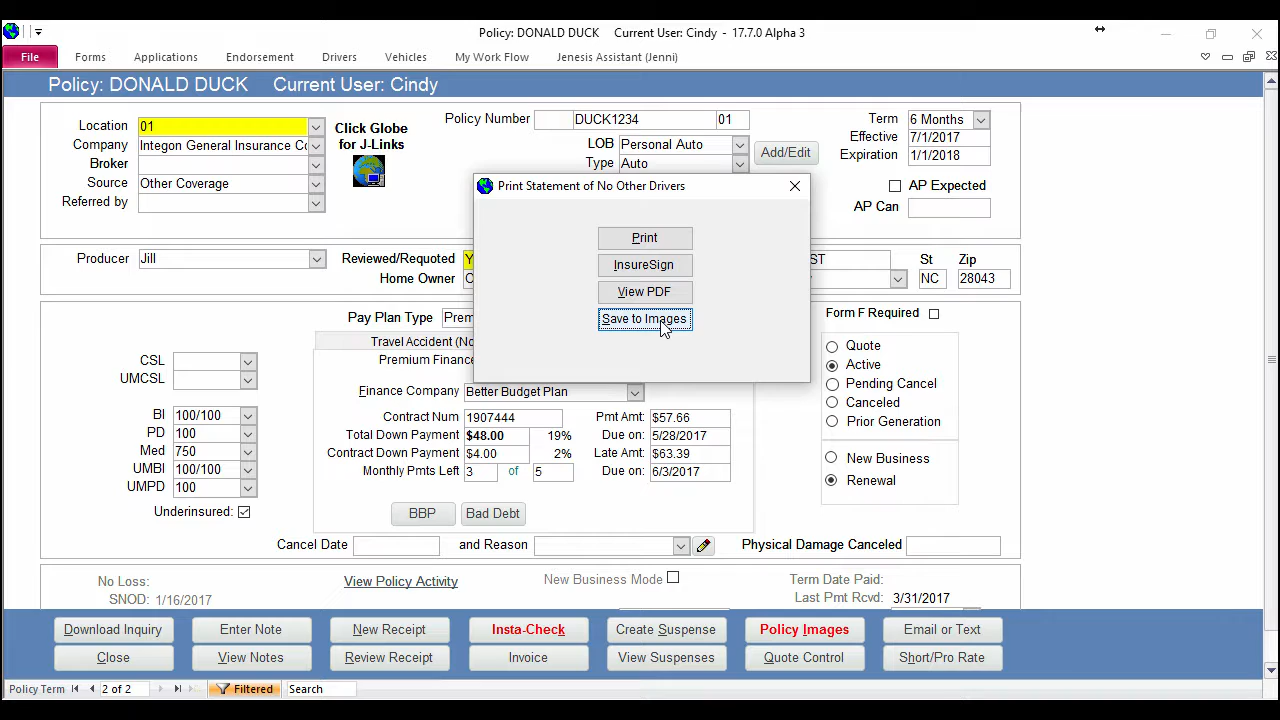 Policy: DONALD DUCK Current User: Cindy - 17.7.0 Alpha 3
File Forms Applications Endorsement Drivers Vehicles My Work Flow Jenesis Assistant (Jenni)
Policy: DONALD DUCK Current User: Cindy
Location 01
Company Integon General Insurance Co
Broker
Source Other Coverage
Referred by
Click Globe
for J-Links
Policy Number DUCK1234 01
LOB Personal Auto
Type Auto
Add/Edit
Term 6 Months
Effective 7/1/2017
Expiration 1/1/2018
AP Expected
AP Can
Print Statement of No Other Drivers
Print
InsureSign
View PDF
Save to Images
Producer Jill
Reviewed/Requoted Y
Home Owner
ST
St Zip
NC 28043
Pay Plan Type Prem
Travel Accident (No
Premium Finance
Finance Company Better Budget Plan
Contract Num 1907444
Total Down Payment $48.00 19%
Contract Down Payment $4.00 2%
Monthly Pmts Left 3 of 5
Pmt Amt: $57.66
Due on: 5/28/2017
Late Amt: $63.39
Due on: 6/3/2017
BBP Bad Debt
CSL
UMCSL
BI 100/100
PD 100
Med 750
UMBI 100/100
UMPD 100
Underinsured:
Form F Required
Quote
Active
Pending Cancel
Canceled
Prior Generation
New Business
Renewal
Cancel Date and Reason Physical Damage Canceled
No Loss:
SNOD: 1/16/2017
View Policy Activity
New Business Mode
Term Date Paid:
Last Pmt Rcvd: 3/31/2017
Download Inquiry Enter Note New Receipt Insta-Check Create Suspense Policy Images Email or Text
Close View Notes Review Receipt Invoice View Suspenses Quote Control Short/Pro Rate
Policy Term 2 of 2 Filtered Search